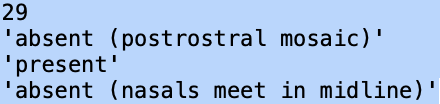 29
'absent (postrostral mosaic)'
'present'
'absent (nasals meet in midline)'